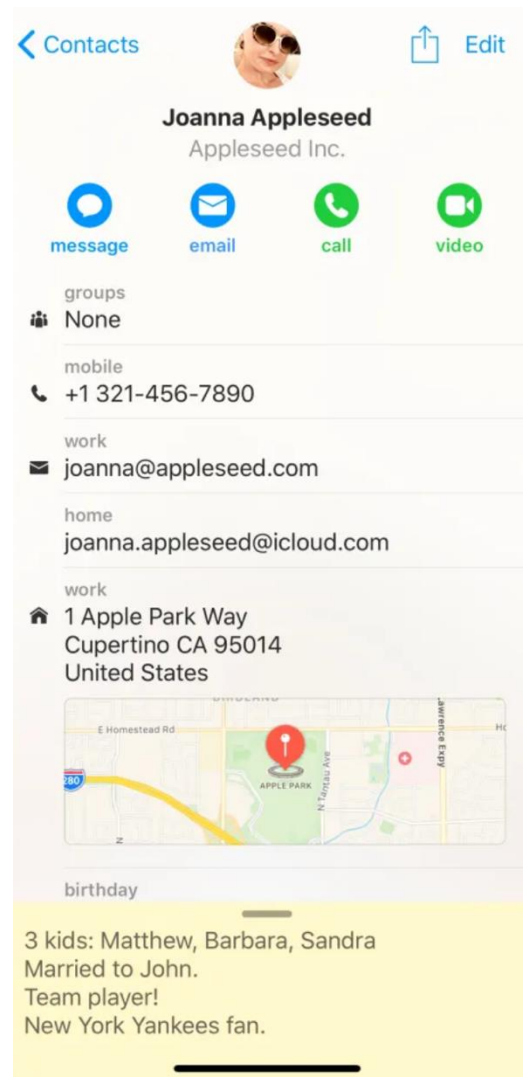 Contacts
Edit
Joanna Appleseed
Appleseed Inc.
message email call video
groups
None
mobile
+1 321-456-7890
work
joanna@appleseed.com
home
joanna.appleseed@icloud.com
work
1 Apple Park Way
Cupertino CA 95014
United States
E Homestead Rd
280
APPLE PARK
N Tantau Ave
birthday
3 kids: Matthew, Barbara, Sandra
Married to John.
Team player!
New York Yankees fan.